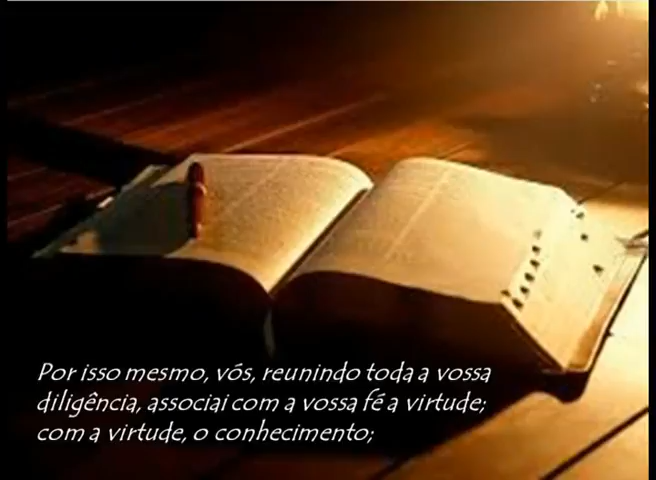 Por isso mesmo, vós, reunindo toda a vossa
diligência, associai com a vossa fé a virtude;
com a virtude, o conhecimento;